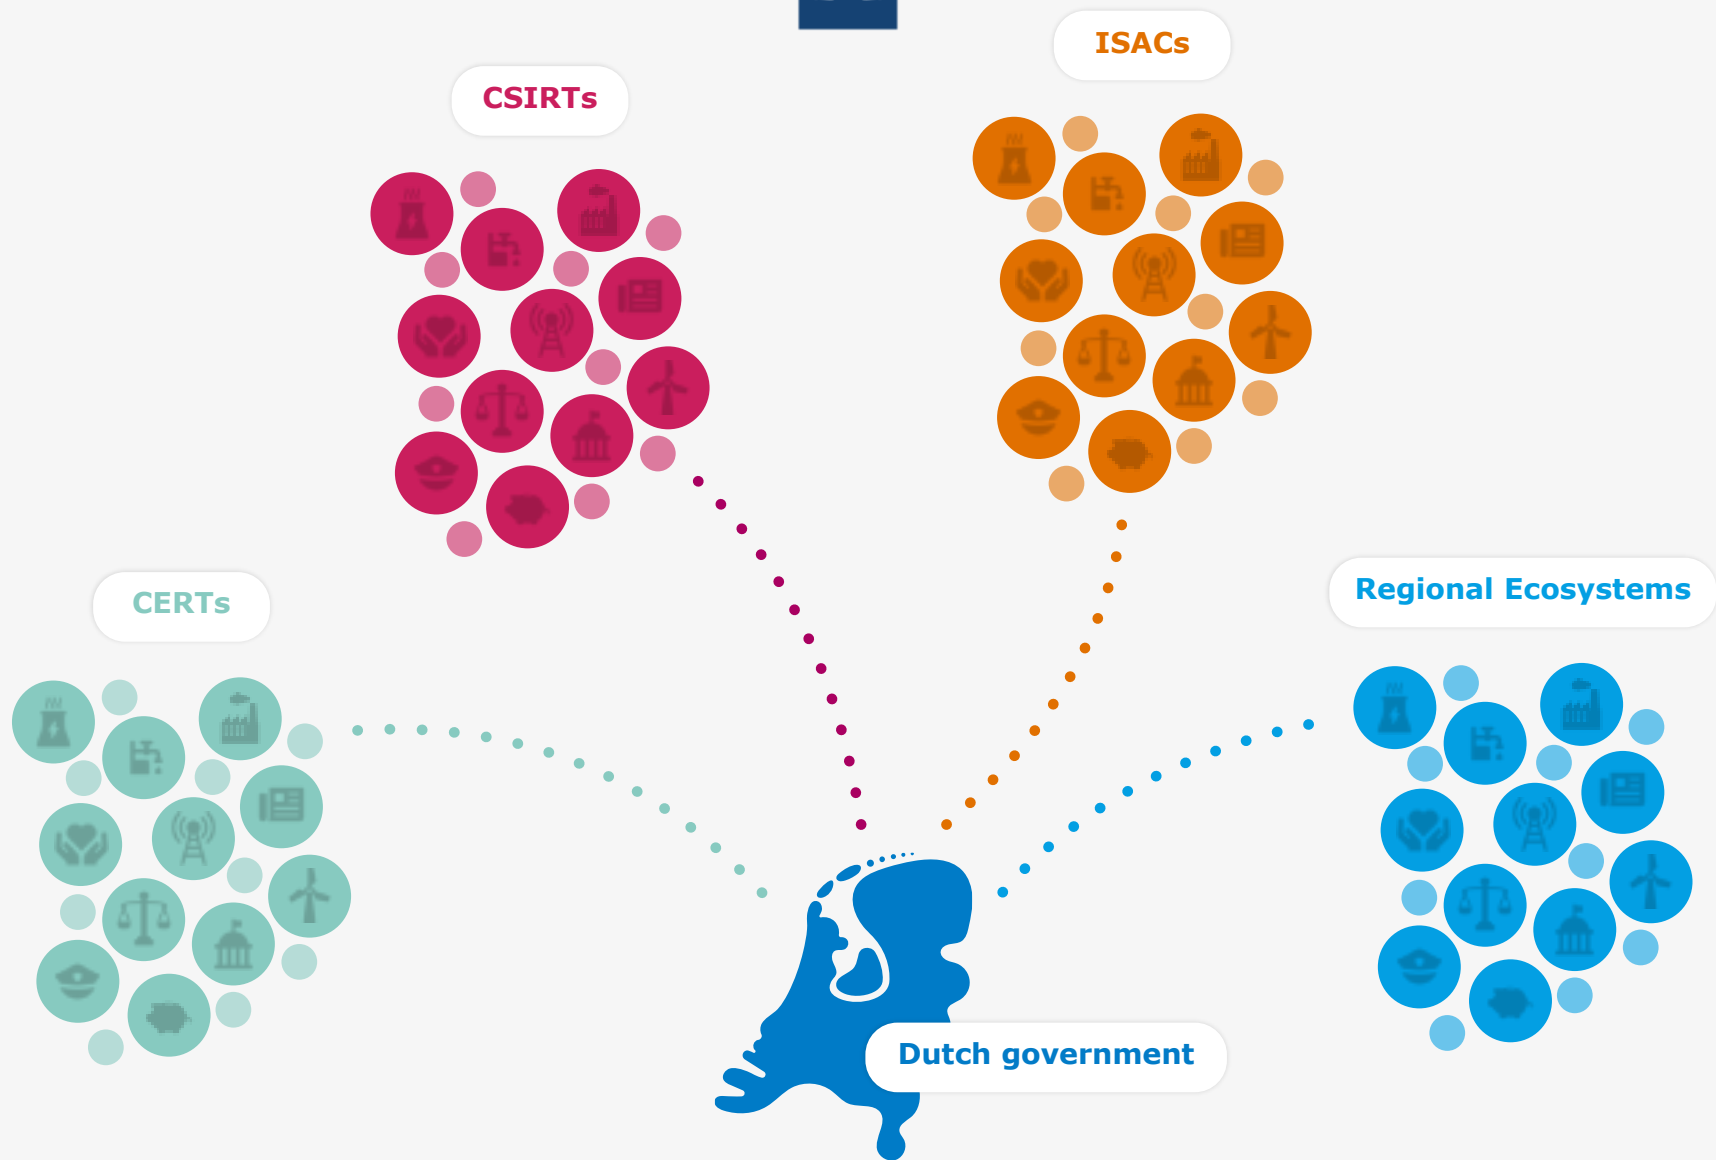 ISACs
CSIRTs
Regional Ecosystems
CERTs
Dutch government